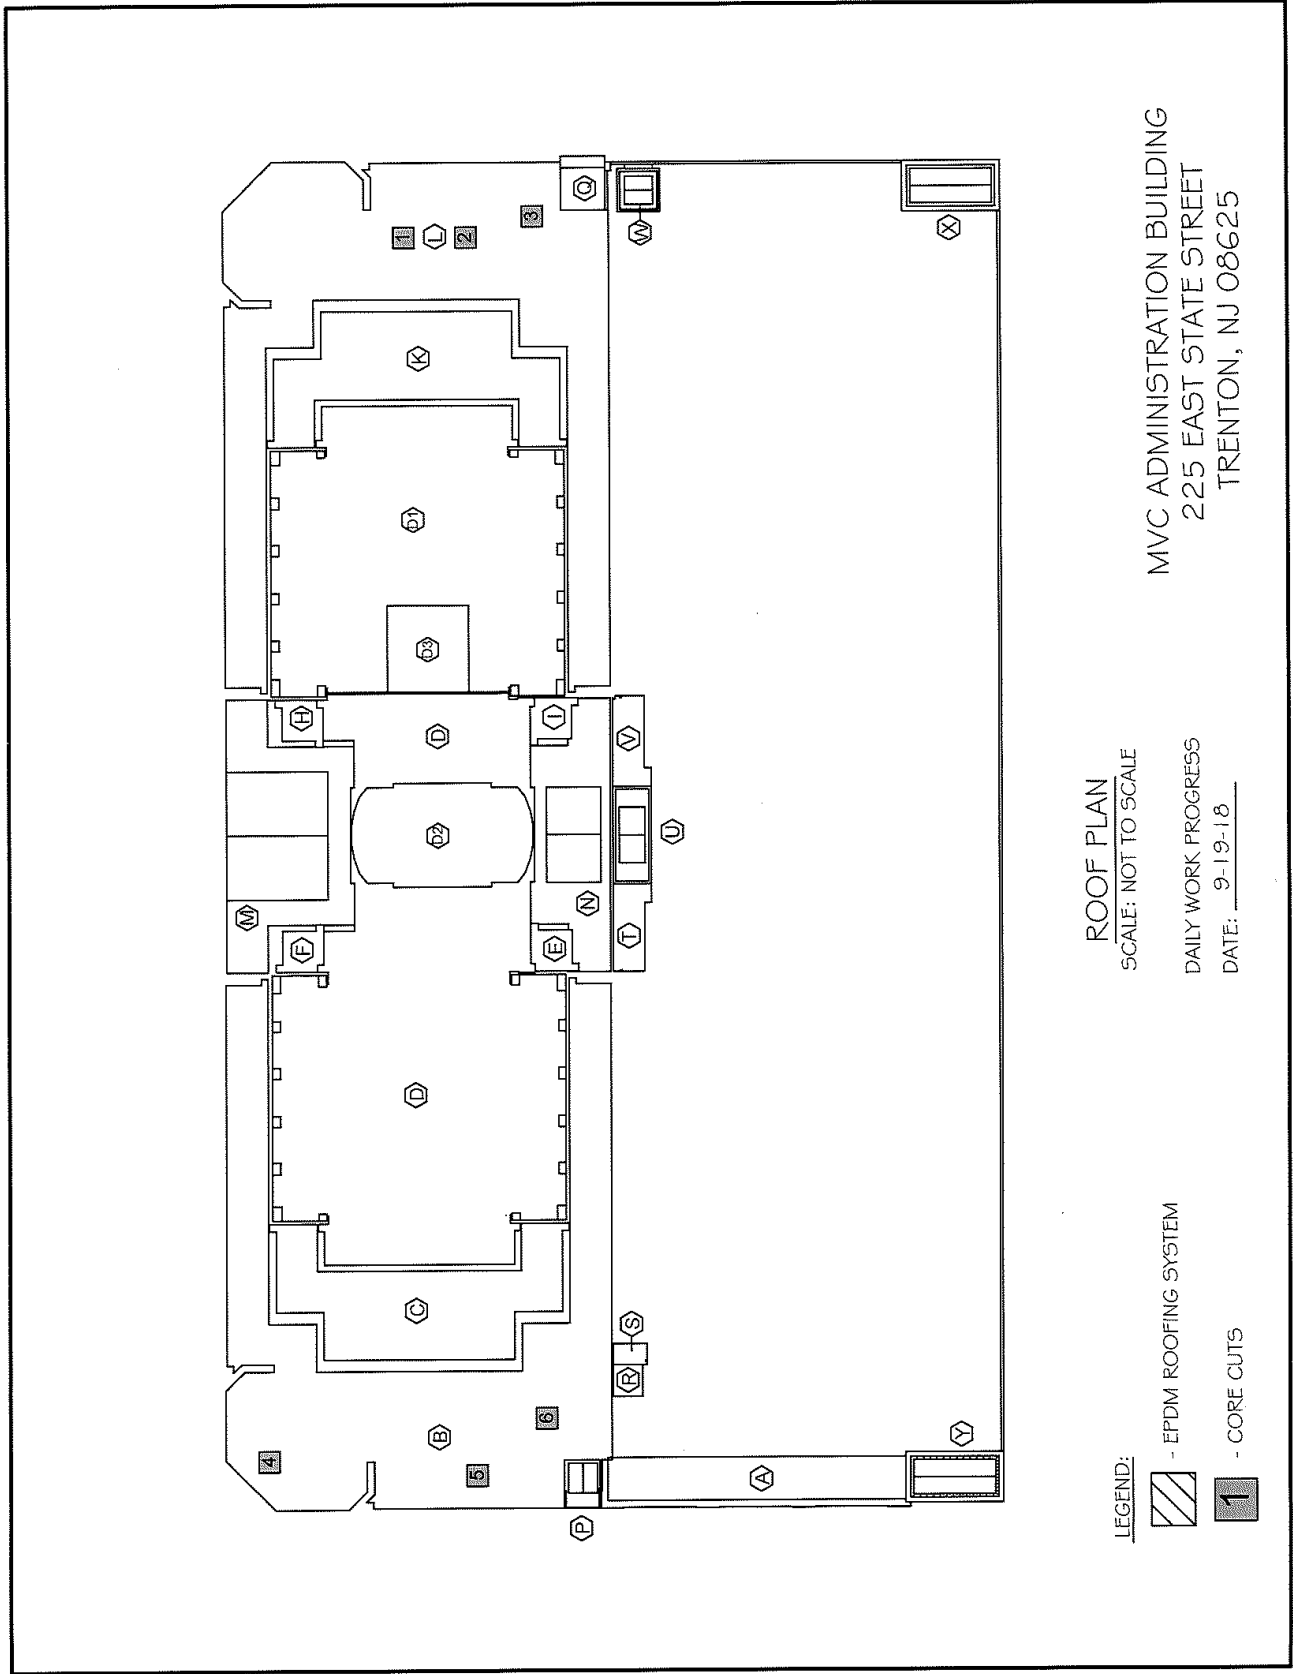 4
5
6
B
P
A
Y
C
R
S
D
M
F
E
N
T
D2
U
H
D
I
V
D3
D1
K
1
L
2
3
Q
W
X
LEGEND:
- EPDM ROOFING SYSTEM
1 - CORE CUTS
ROOF PLAN
SCALE: NOT TO SCALE
DAILY WORK PROGRESS
DATE: 9-19-18
MVC ADMINISTRATION BUILDING
225 EAST STATE STREET
TRENTON, NJ 08625